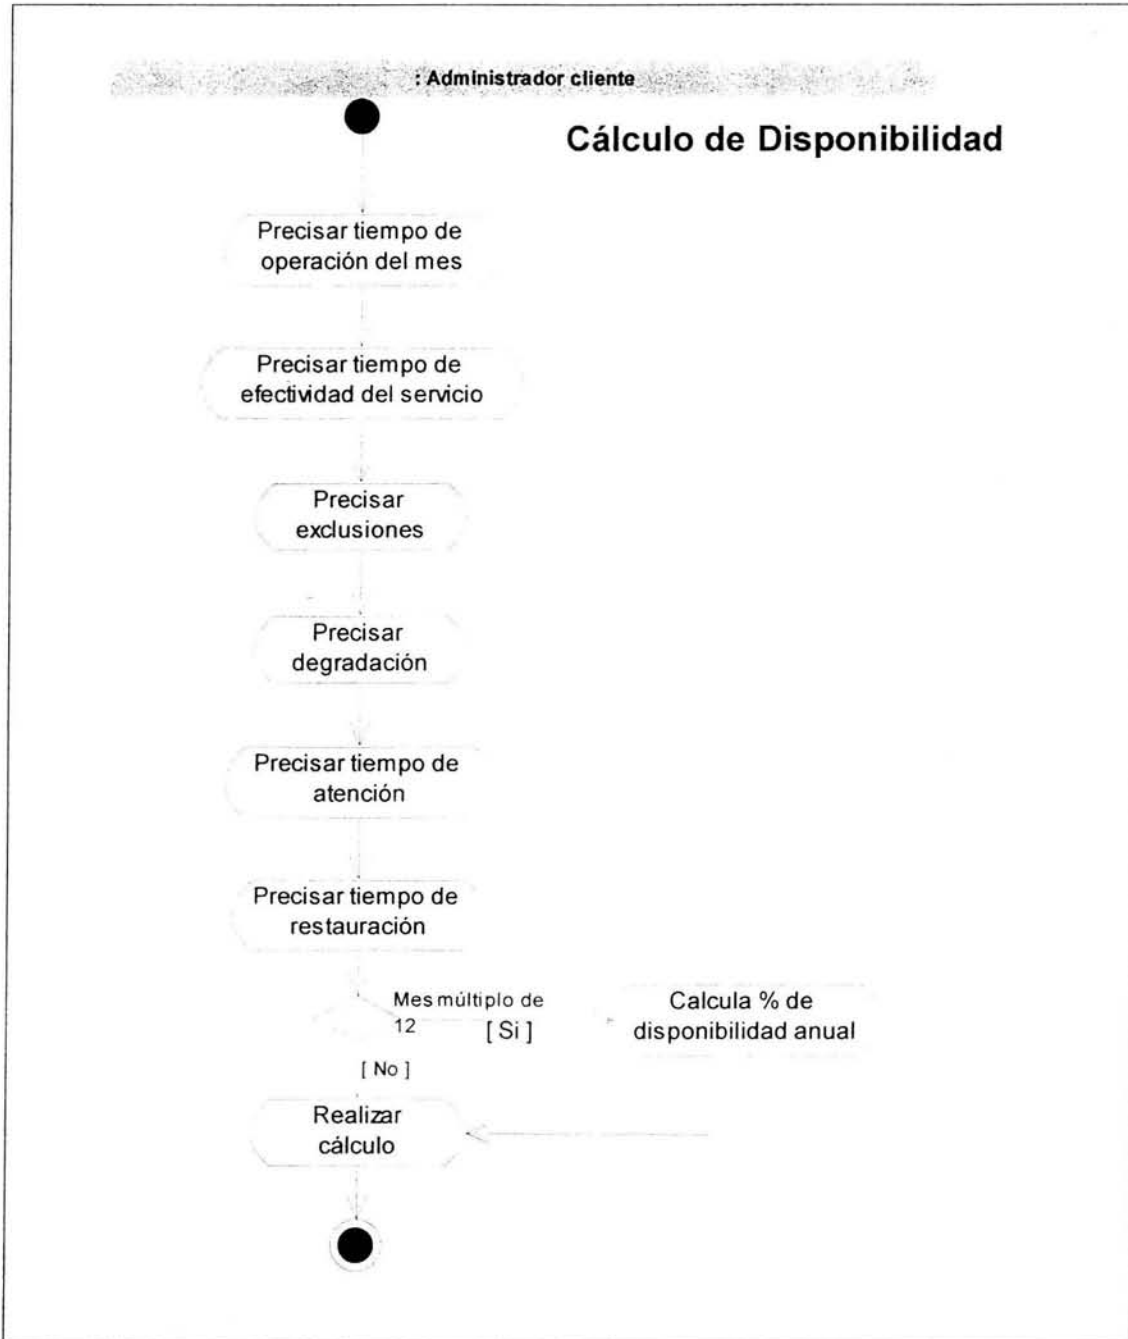 : Administrador cliente
Cálculo de Disponibilidad
Precisar tiempo de
operación del mes
Precisar tiempo de
efectividad del servicio
Precisar
exclusiones
Precisar
degradación
Precisar tiempo de
atención
Precisar tiempo de
restauración
Mes múltiplo de
12
[ Si ]
Calcula % de
disponibilidad anual
[ No ]
Realizar
cálculo